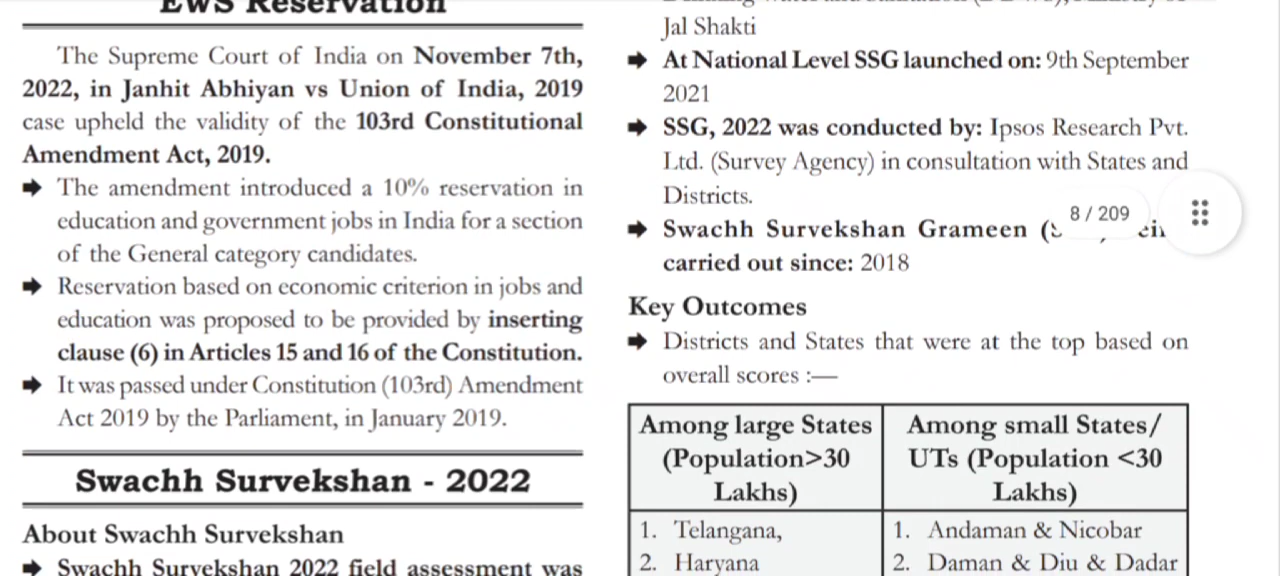 EWS Reservation
The Supreme Court of India on November 7th,
2022, in Janhit Abhiyan vs Union of India, 2019
case upheld the validity of the 103rd Constitutional
Amendment Act, 2019.
➡ The amendment introduced a 10% reservation in
education and government jobs in India for a section
of the General category candidates.
➡ Reservation based on economic criterion in jobs and
education was proposed to be provided by inserting
clause (6) in Articles 15 and 16 of the Constitution.
➡ It was passed under Constitution (103rd) Amendment
Act 2019 by the Parliament, in January 2019.
Swachh Survekshan - 2022
About Swachh Survekshan
➡ Swachh Survekshan 2022 field assessment was
Jal Shakti
➡ At National Level SSG launched on: 9th September
2021
➡ SSG, 2022 was conducted by: Ipsos Research Pvt.
Ltd. (Survey Agency) in consultation with States and
Districts.
8 / 209
➡ Swachh Survekshan Grameen
carried out since: 2018
Key Outcomes
➡ Districts and States that were at the top based on
overall scores :—
Among large States
(Population>30
Lakhs)
Among small States/
UTs (Population <30
Lakhs)
1. Telangana,
2. Haryana
1. Andaman & Nicobar
2. Daman & Diu & Dadar